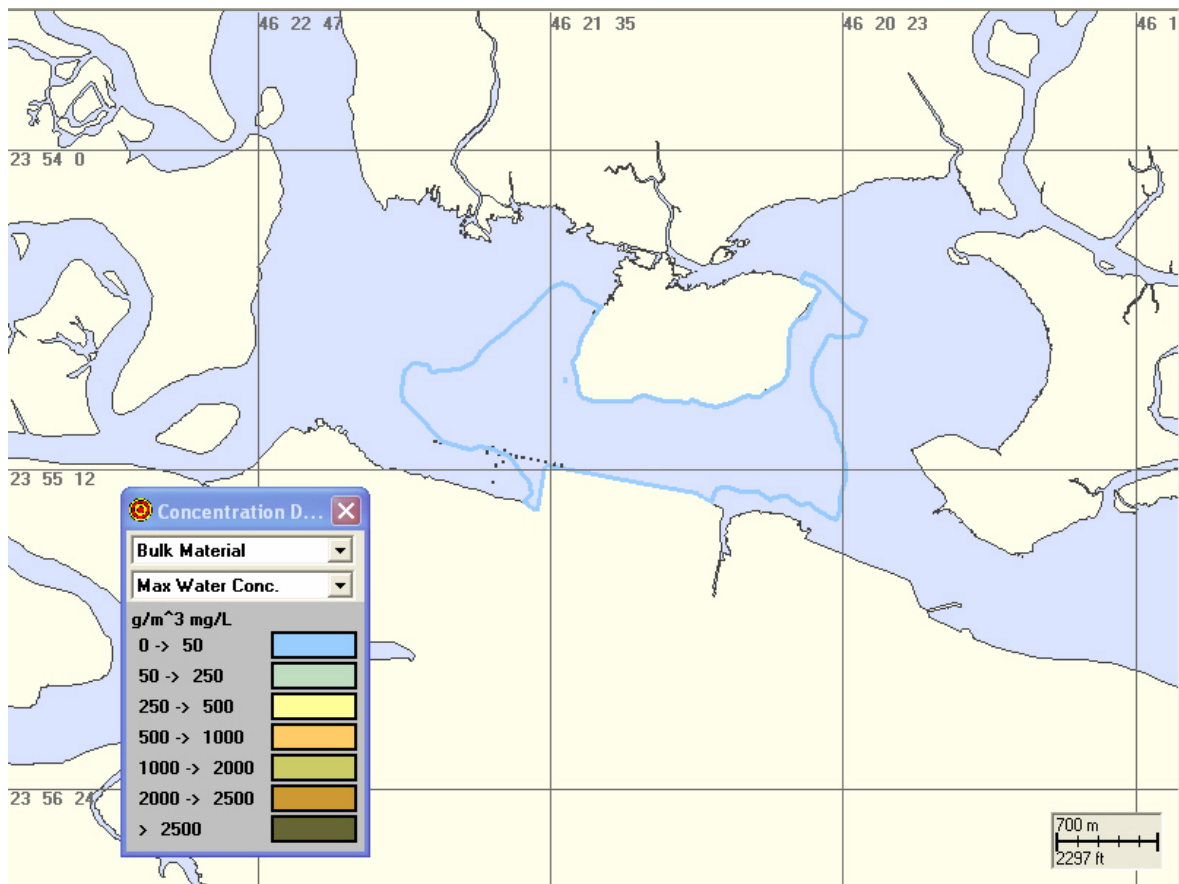 46 22 47
46 21 35
46 20 23
46 1
23 54 0
23 55 12
Concentration D...
Bulk Material
Max Water Conc.
g/m^3 mg/L
0 -> 50
50 -> 250
250 -> 500
500 -> 1000
1000 -> 2000
2000 -> 2500
> 2500
23 56 24
700 m
2297 ft